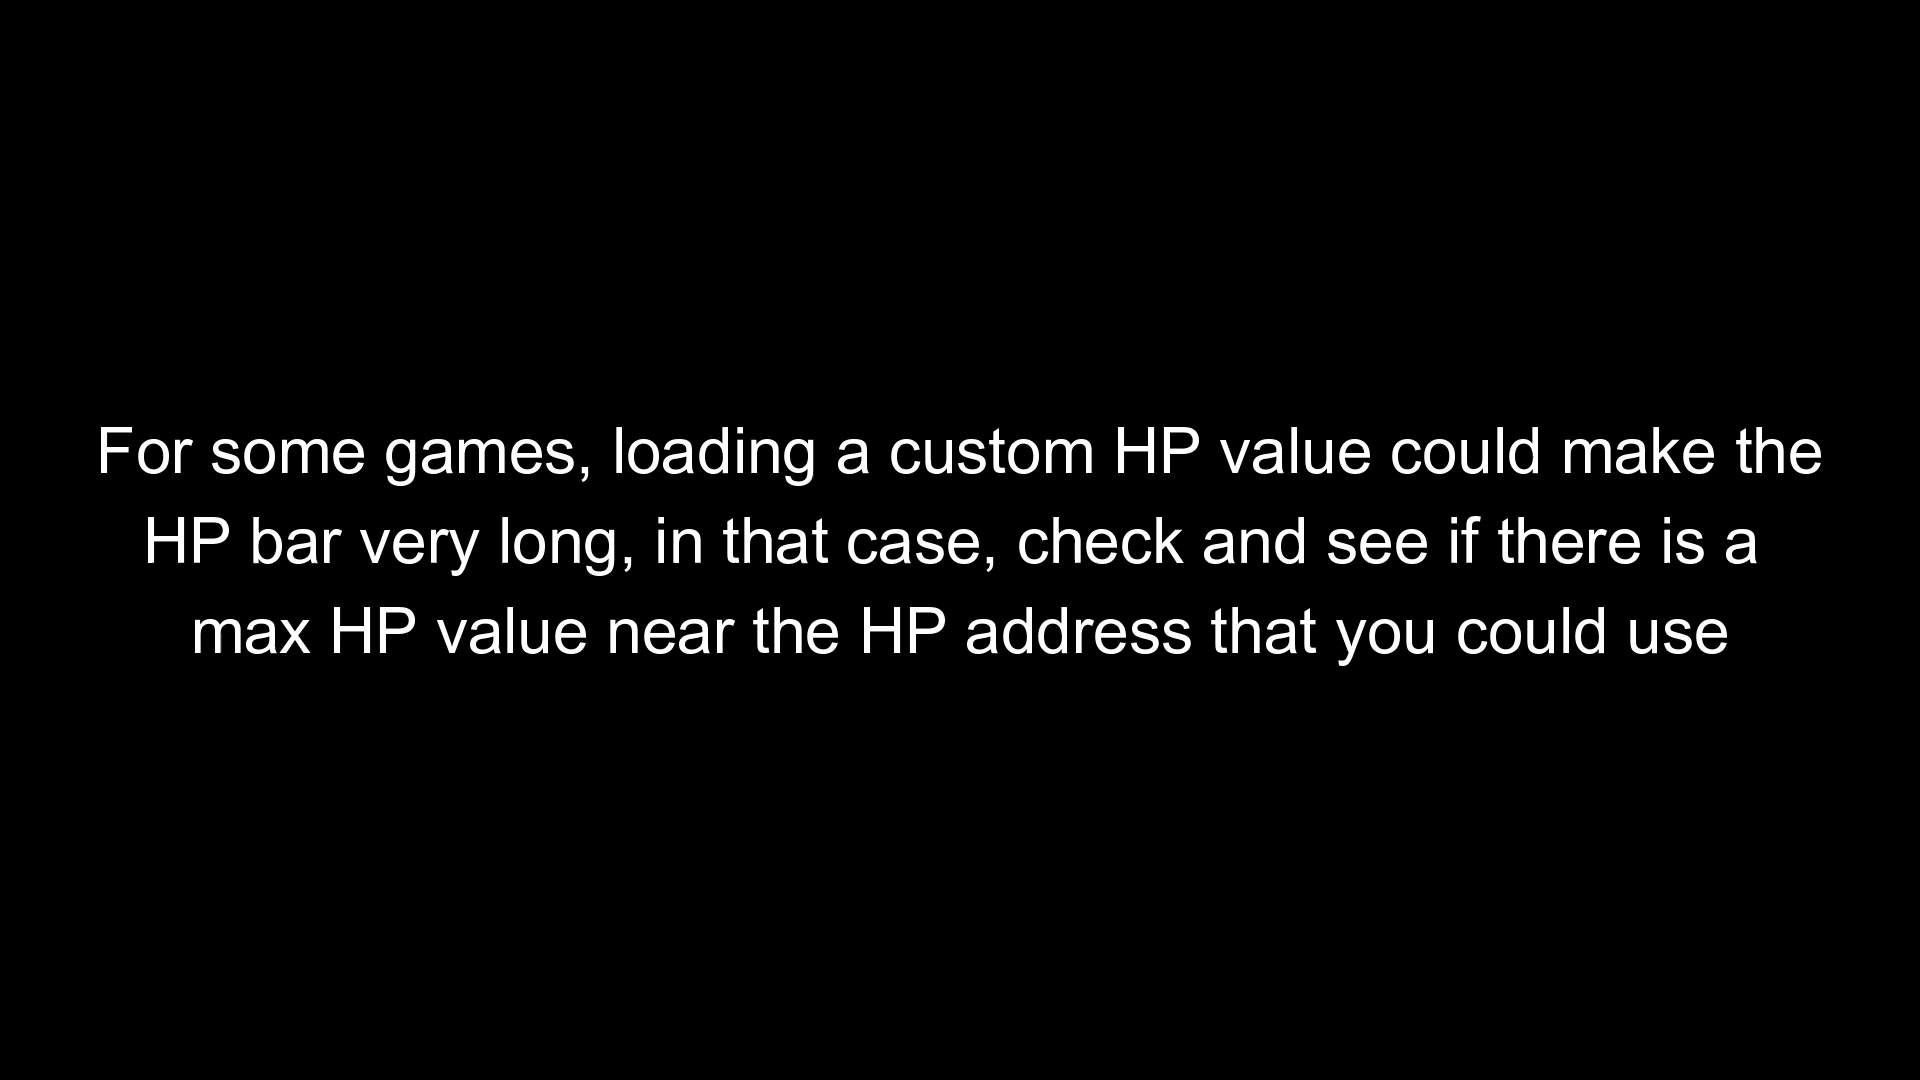 For some games, loading a custom HP value could make the
HP bar very long, in that case, check and see if there is a
max HP value near the HP address that you could use